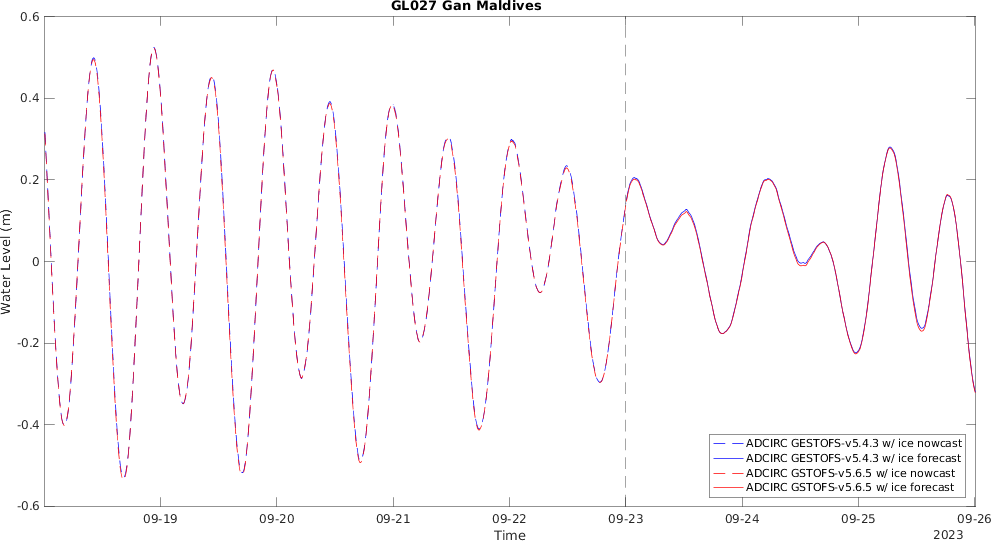 GL027 Gan Maldives
0.6
0.4
0.2
0
-0.2
-0.4
-0.6
Water Level (m)
09-19
09-20
09-21
09-22
09-23
09-24
09-25
09-26
Time
2023
ADCIRC GESTOFS-v5.4.3 w/ ice nowcast
ADCIRC GESTOFS-v5.4.3 w/ ice forecast
ADCIRC GSTOFS-v5.6.5 w/ ice nowcast
ADCIRC GSTOFS-v5.6.5 w/ ice forecast